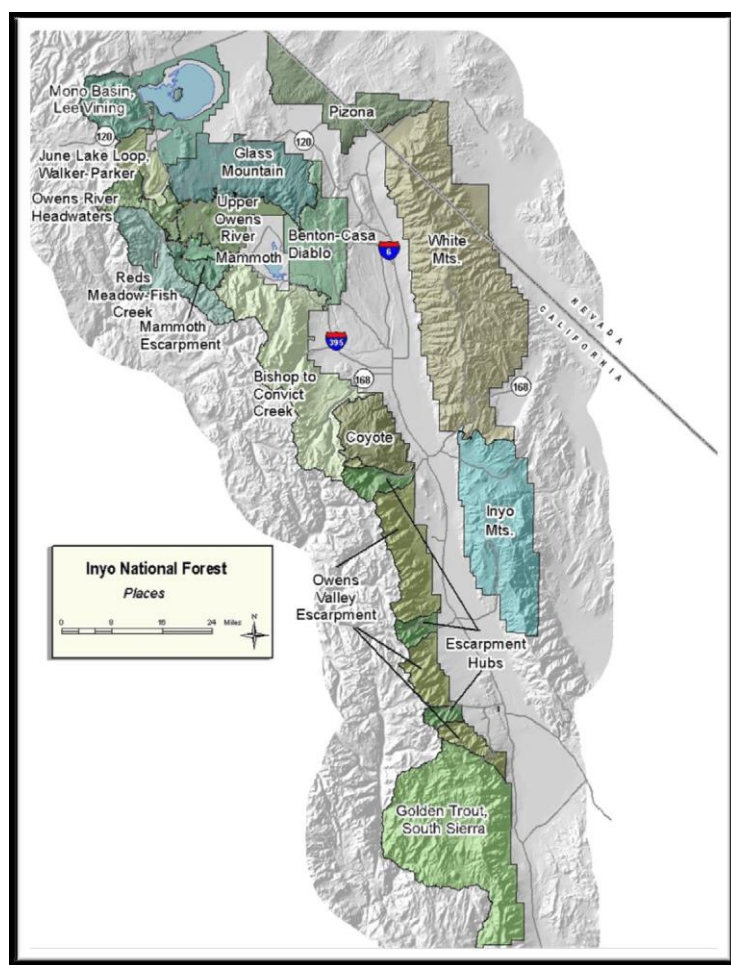 Mono Basin,
Lee Vining
120
June Lake Loop,
Walker-Parker
Owens River
Headwaters
Glass
Mountain
120
Pizona
Upper
Owens
River
Mammoth
Benton-Casa
Diablo
6
White
Mts.
Reds
Meadow-Fish
Creek
Mammoth
Escarpment
NEVADA
CALIFORNIA
395
168
168
Bishop to
Convict
Creek
Coyote
Inyo
Mts.
Inyo National Forest
Places
0 8 16 24 Miles
N
Owens
Valley
Escarpment
Escarpment
Hubs
Golden Trout,
South Sierra